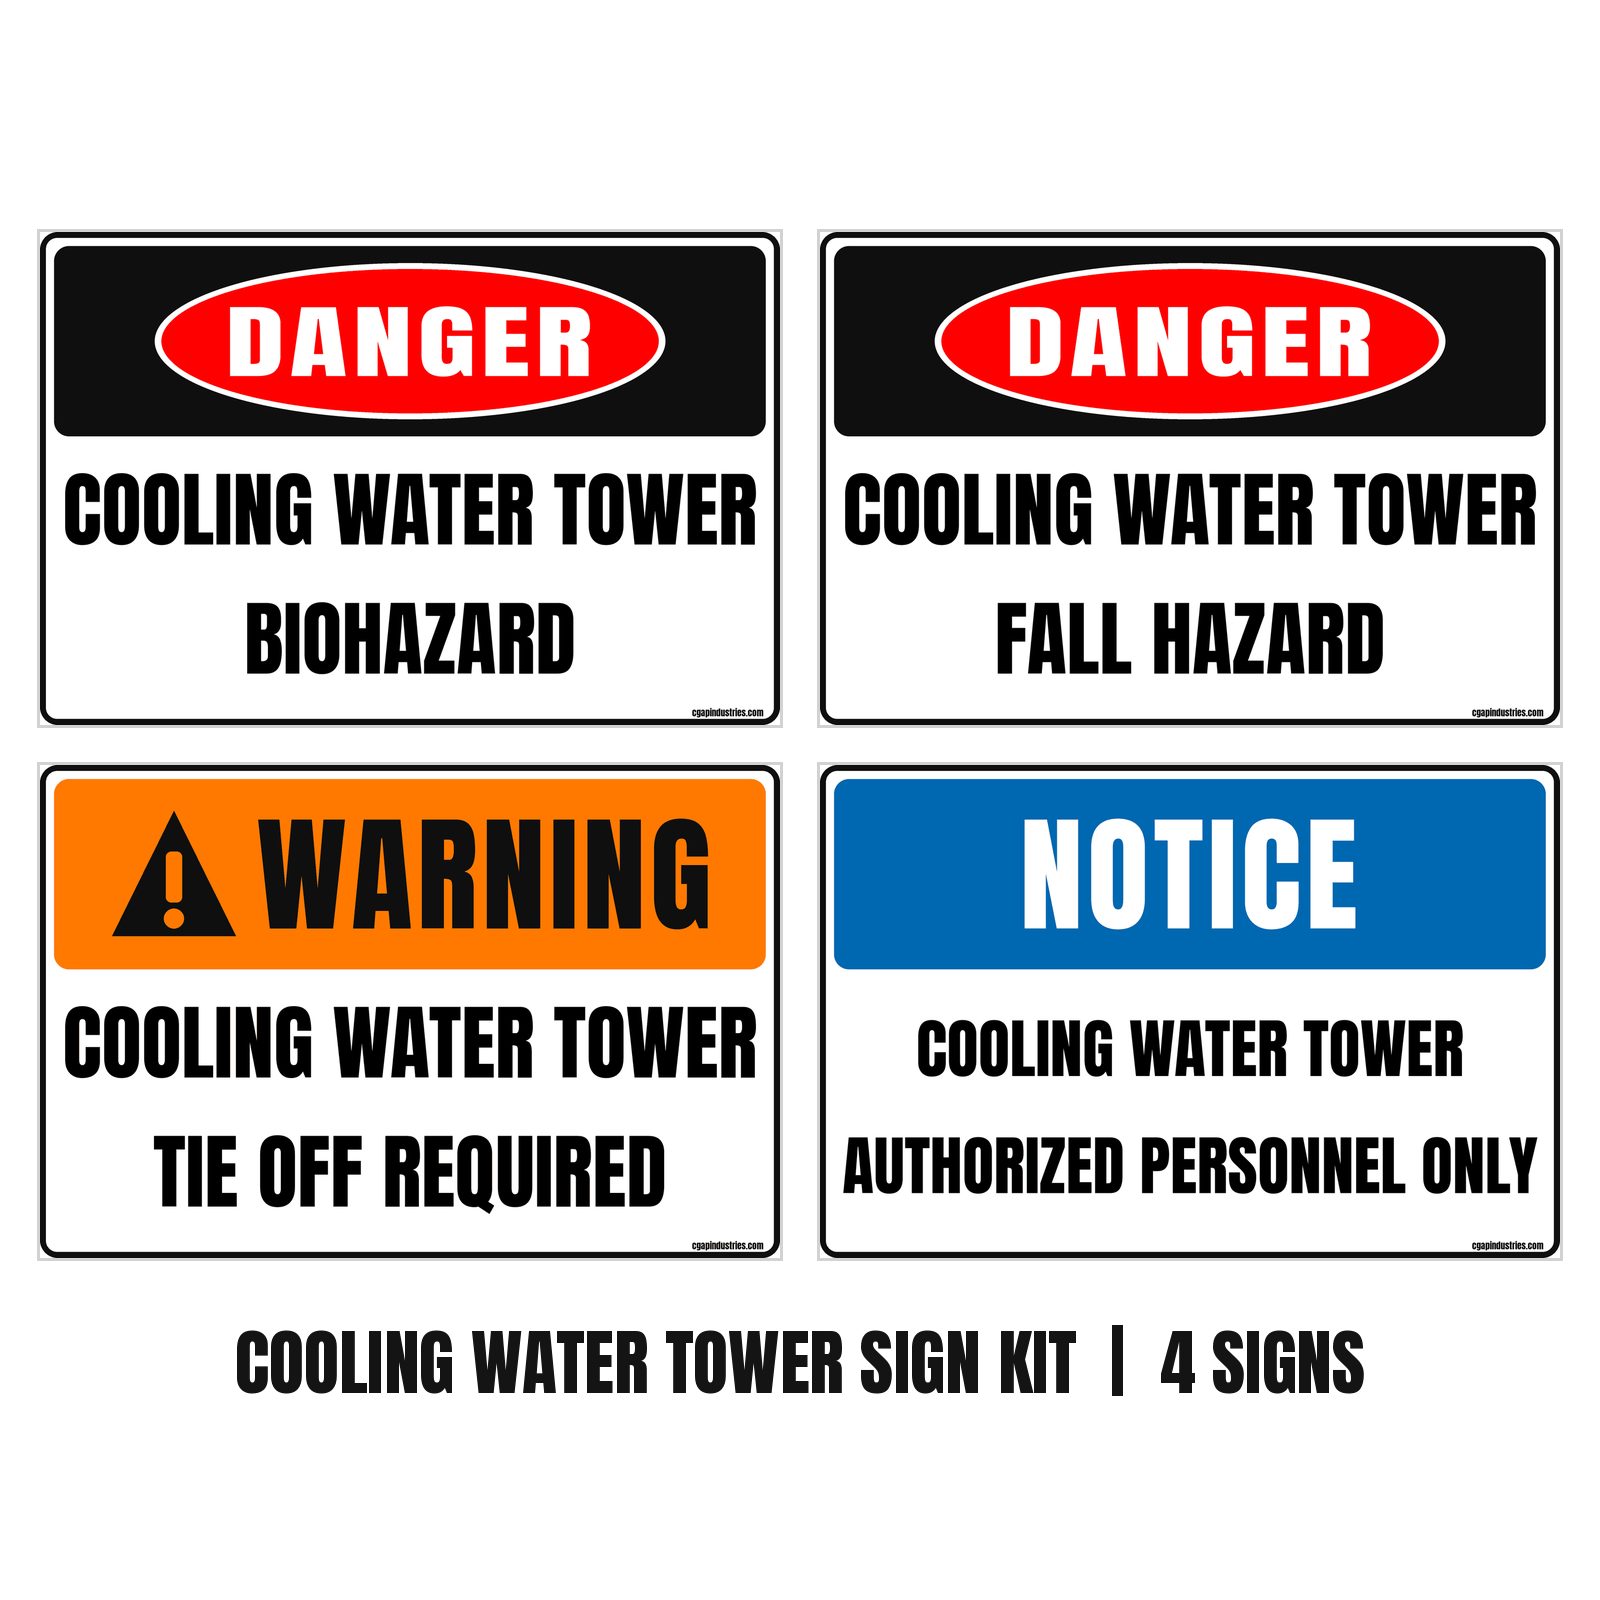 DANGER
COOLING WATER TOWER
BIOHAZARD
cgapindustries.com
DANGER
COOLING WATER TOWER
FALL HAZARD
cgapindustries.com
WARNING
COOLING WATER TOWER
TIE OFF REQUIRED
cgapindustries.com
NOTICE
COOLING WATER TOWER
AUTHORIZED PERSONNEL ONLY
cgapindustries.com
COOLING WATER TOWER SIGN KIT | 4 SIGNS